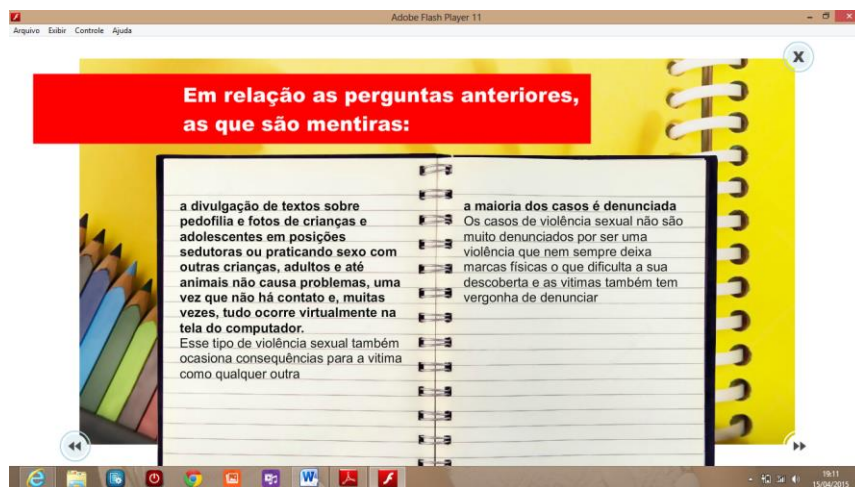 Adobe Flash Player 11
Arquivo Exibir Controle Ajuda
X
Em relação as perguntas anteriores,
as que são mentiras:
a divulgação de textos sobre
pedofilia e fotos de crianças e
adolescentes em posições
sedutoras ou praticando sexo com
outras crianças, adultos e até
animais não causa problemas, uma
vez que não há contato e, muitas
vezes, tudo ocorre virtualmente na
tela do computador.
Esse tipo de violência sexual também
ocasiona consequências para a vitima
como qualquer outra
a maioria dos casos é denunciada
Os casos de violência sexual não são
muito denunciados por ser uma
violência que nem sempre deixa
marcas físicas o que dificulta a sua
descoberta e as vitimas também tem
vergonha de denunciar
19:11
15/04/2015